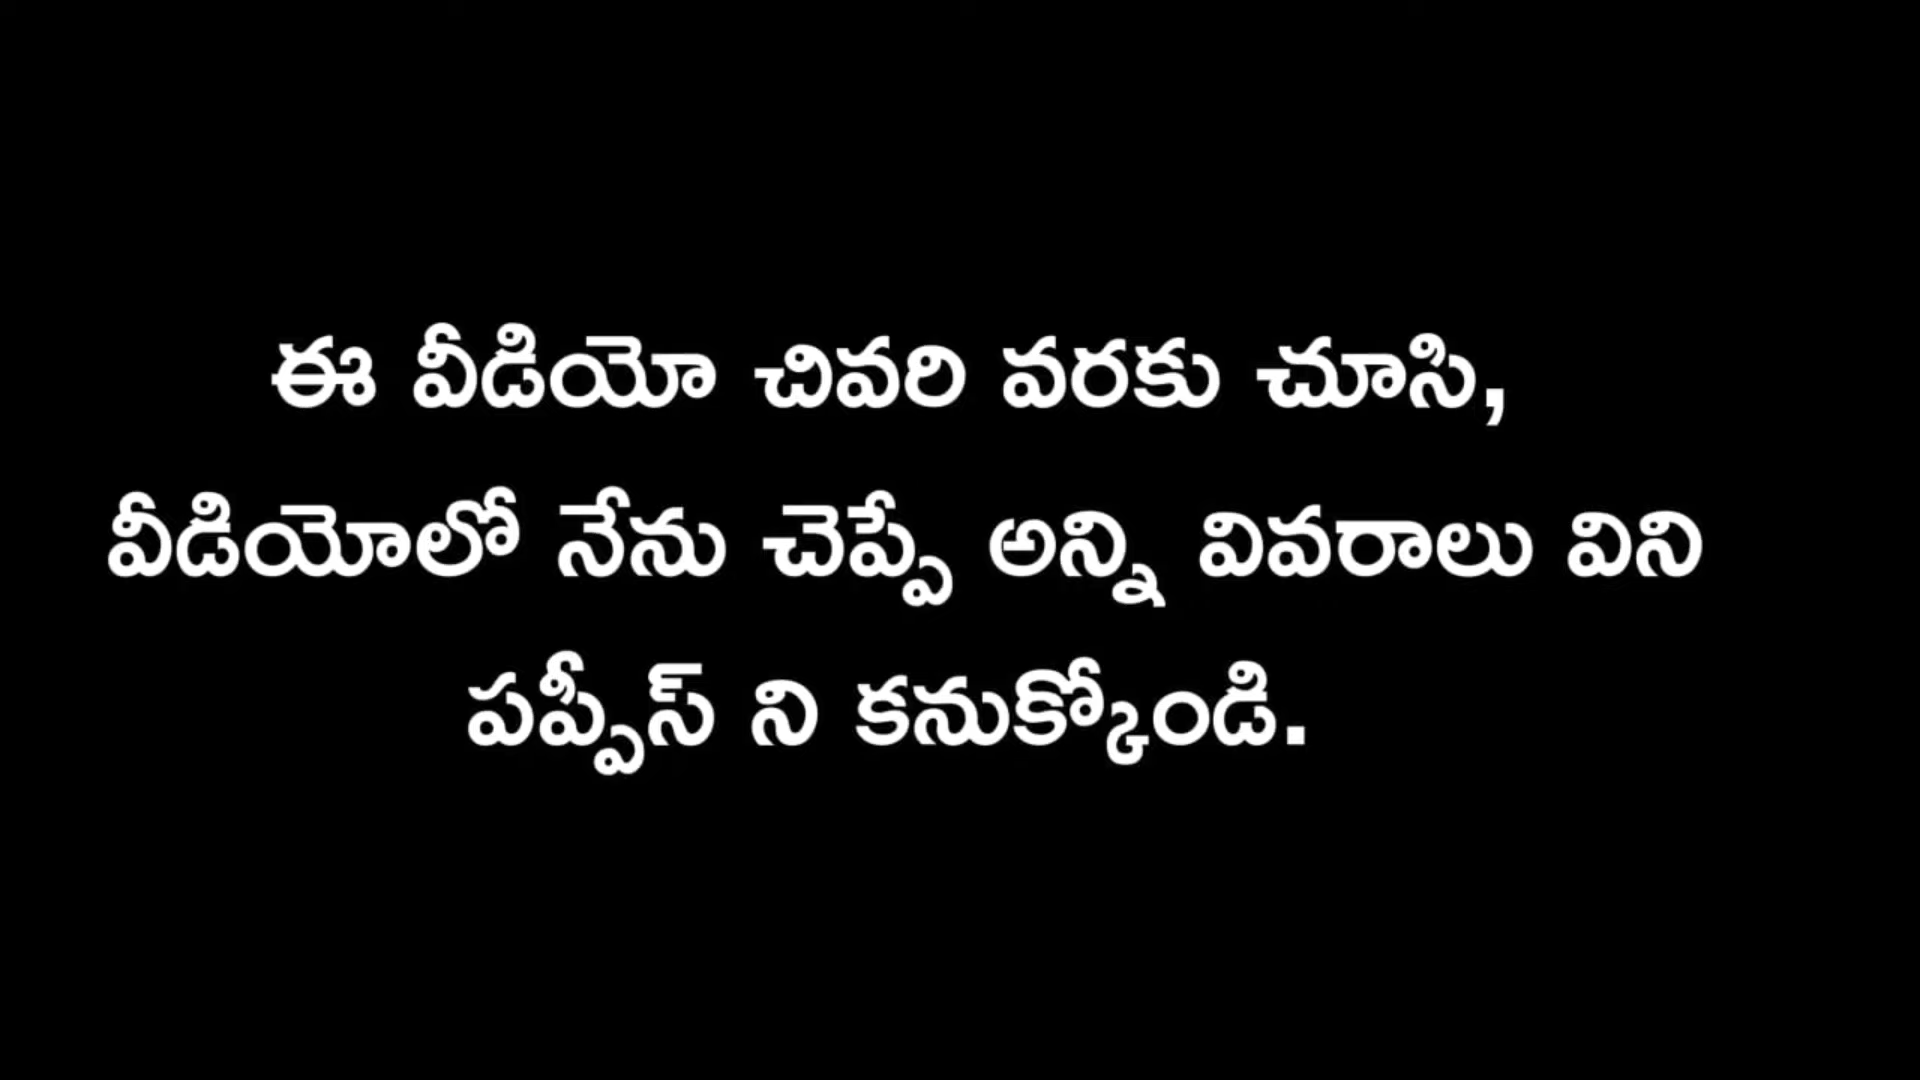 ఈ వీడియో చివరి వరకు చూసి,
వీడియోలో నేను చెప్పే అన్ని వివరాలు విని
పప్పీస్ ని కనుక్కోండి.